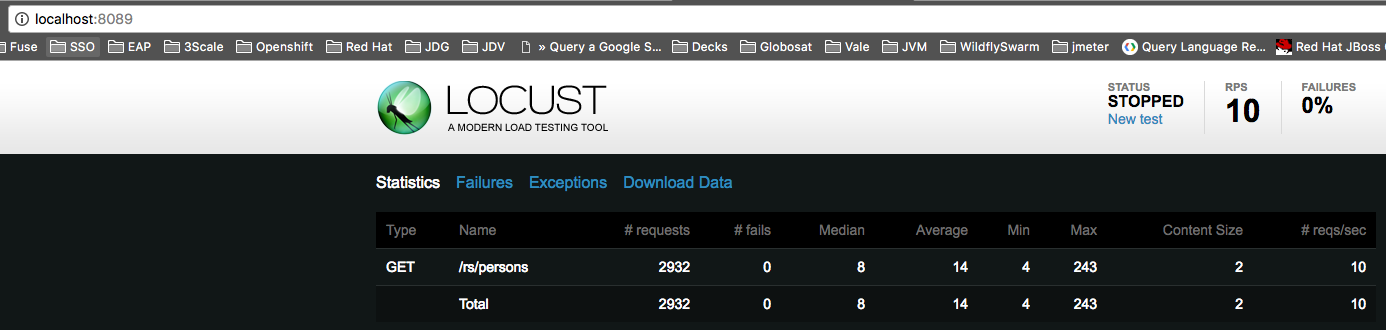 localhost:8089
Fuse SSO EAP 3Scale Openshift Red Hat JDG JDV » Query a Google S... Decks Globosat Vale JVM WildflySwarm jmeter Query Language Re... Red Hat JBoss
LOCUST
A MODERN LOAD TESTING TOOL
STATUS RPS FAILURES
STOPPED 10 0%
New test
Statistics Failures Exceptions Download Data
Type Name # requests # fails Median Average Min Max Content Size # reqs/sec
GET /rs/persons 2932 0 8 14 4 243 2 10
Total 2932 0 8 14 4 243 2 10